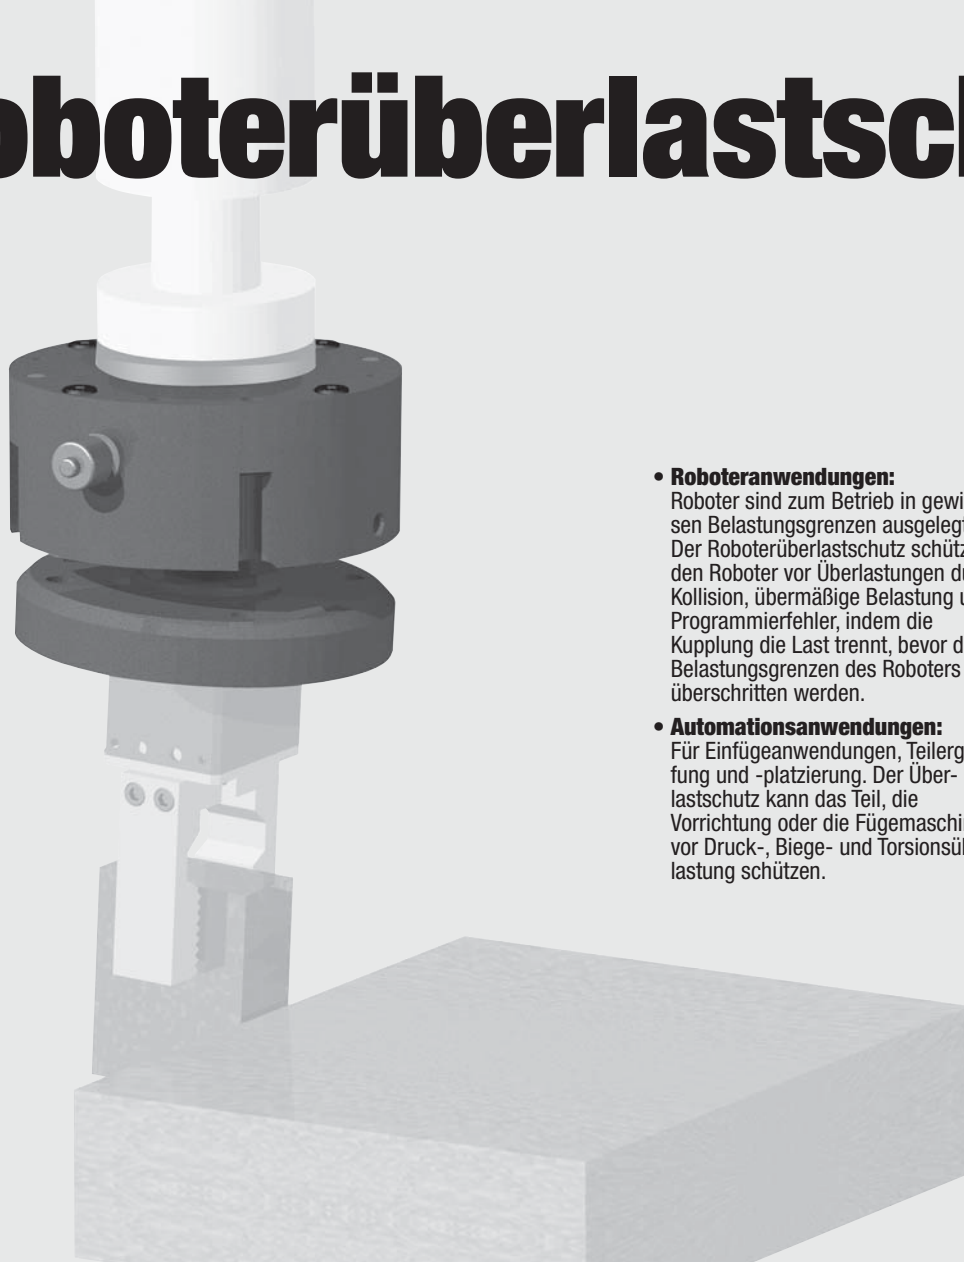 oboterüberlastsch
• Roboteranwendungen:
Roboter sind zum Betrieb in gewi
sen Belastungsgrenzen ausgelegt
Der Roboterüberlastschutz schütz
den Roboter vor Überlastungen du
Kollision, übermäßige Belastung u
Programmierfehler, indem die
Kupplung die Last trennt, bevor d
Belastungsgrenzen des Roboters
überschritten werden.
• Automationsanwendungen:
Für Einfügeanwendungen, Teilerg
fung und -platzierung. Der Über-
lastschutz kann das Teil, die
Vorrichtung oder die Fügemaschi
vor Druck-, Biege- und Torsionsül
lastung schützen.